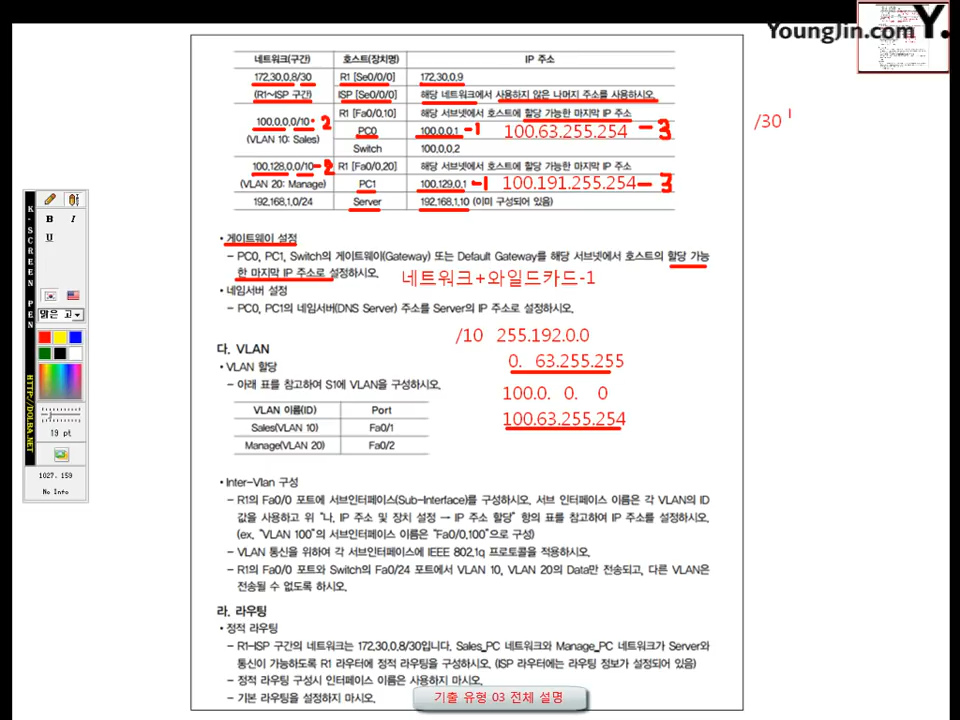 YoungJin.com Y.
네트워크(구간) 호스트(장치명) IP 주소
172.30.0.8/30 R1 [Se0/0/0] 172.30.0.9
(R1~ISP 구간) ISP [Se0/0/0] 해당 네트워크에서 사용하지 않은 나머지 주소를 사용하시오.
R1 [Fa0/0.10] 해당 서브넷에서 호스트에 할당 가능한 마지막 IP 주소
100.0.0.0/10 - 2 PC0 100.0.0.1 -1 100.63.255.254 - 3
(VLAN 10: Sales) Switch 100.0.0.2
100.128.0.0/10 - 2 R1 [Fa0/0.20] 해당 서브넷에서 호스트에 할당 가능한 마지막 IP 주소
(VLAN 20: Manage) PC1 100.129.0.1 -1 100.191.255.254 - 3
192.168.1.0/24 Server 192.168.1.10 (이미 구성되어 있음)
/30
• 게이트웨이 설정
- PC0, PC1, Switch의 게이트웨이(Gateway) 또는 Default Gateway를 해당 서브넷에서 호스트의 할당 가능
한 마지막 IP 주소로 설정하시오. 네트워크+와일드카드-1
• 네임서버 설정
- PC0, PC1의 네임서버(DNS Server) 주소를 Server의 IP 주소로 설정하시오.
/10 255.192.0.0
0. 63.255.255
100.0. 0. 0
100.63.255.254
다. VLAN
• VLAN 할당
- 아래 표를 참고하여 S1에 VLAN을 구성하시오.
VLAN 이름(ID) Port
Sales(VLAN 10) Fa0/1
Manage(VLAN 20) Fa0/2
• Inter-Vlan 구성
- R1의 Fa0/0 포트에 서브인터페이스(Sub-Interface)를 구성하시오. 서브 인터페이스 이름은 각 VLAN의 ID
값을 사용하고 위 "나. IP 주소 및 장치 설정 → IP 주소 할당" 항의 표를 참고하여 IP 주소를 설정하시오.
(ex. "VLAN 100"의 서브인터페이스 이름은 "Fa0/0.100"으로 구성)
- VLAN 통신을 위하여 각 서브인터페이스에 IEEE 802.1q 프로토콜을 적용하시오.
- R1의 Fa0/0 포트와 Switch의 Fa0/24 포트에서 VLAN 10, VLAN 20의 Data만 전송되고, 다른 VLAN은
전송될 수 없도록 하시오.
라. 라우팅
• 정적 라우팅
- R1-ISP 구간의 네트워크는 172.30.0.8/30입니다. Sales_PC 네트워크와 Manage_PC 네트워크가 Server와
통신이 가능하도록 R1 라우터에 정적 라우팅을 구성하시오. (ISP 라우터에는 라우팅 정보가 설정되어 있음)
- 정적 라우팅 구성시 인터페이스 이름은 사용하지 마시오.
- 기본 라우팅을 설정하지 마시오.
기출 유형 03 전체 설명
K-SCREEN PEN
B I
U
맑은 고
HTTP://DOLBA.NET
19 pt
1027. 159
No Info